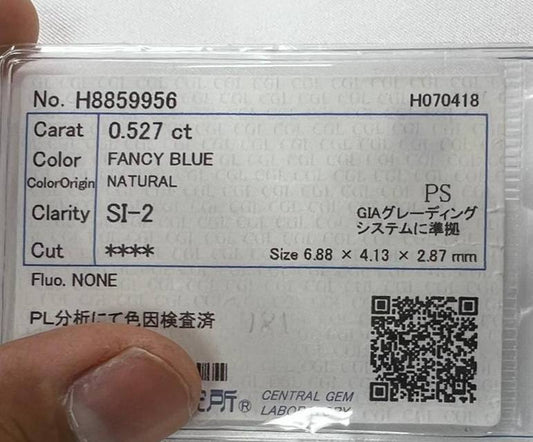 No. H8859956 H070418
Carat 0.527 ct
Color FANCY BLUE
ColorOrigin NATURAL
Clarity SI-2
PS
GIAグレーディング
システムに準拠
Cut ****
Size 6.88 × 4.13 × 2.87 mm
Fluo. NONE
PL分析にて色因検査済
181
CENTRAL GEM
LABORATORY